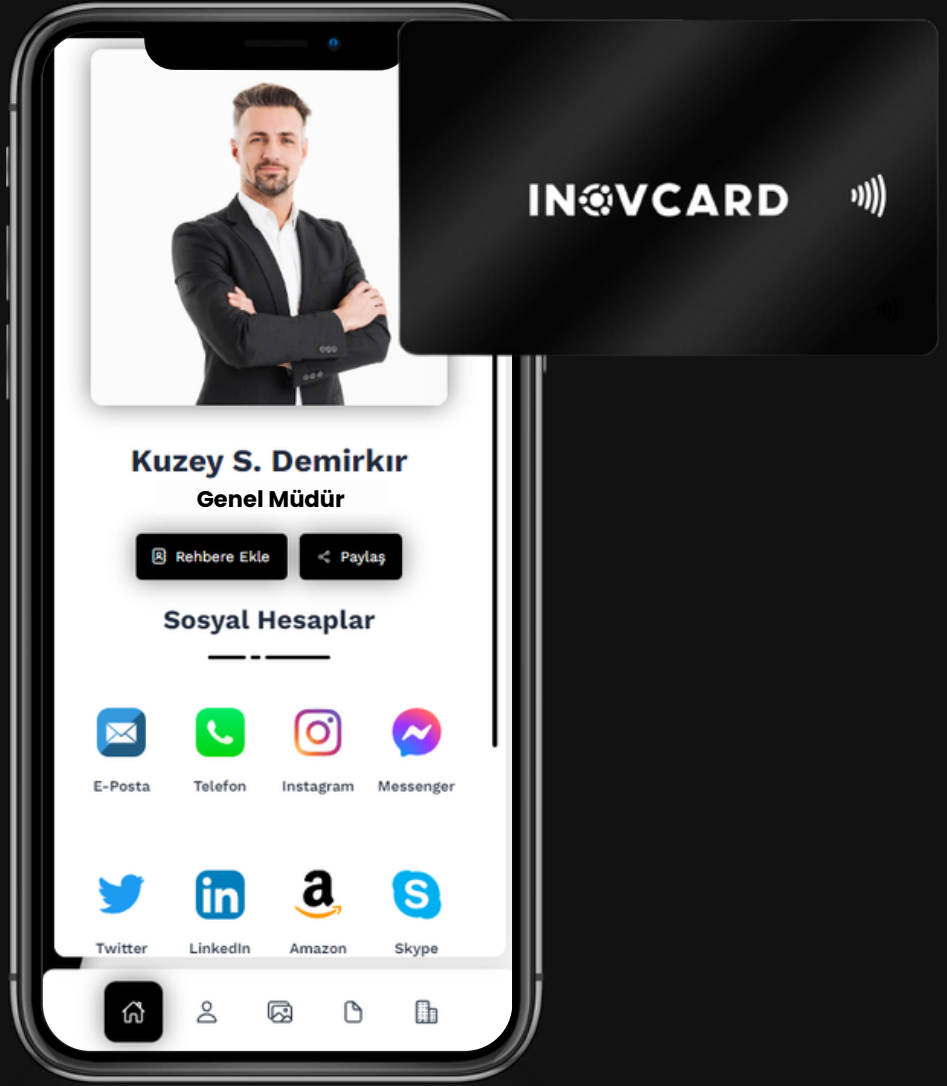 INOVCARD
Kuzey S. Demirkır
Genel Müdür
Rehbere Ekle
Paylaş
Sosyal Hesaplar
E-Posta
Telefon
Instagram
Messenger
Twitter
LinkedIn
Amazon
Skype